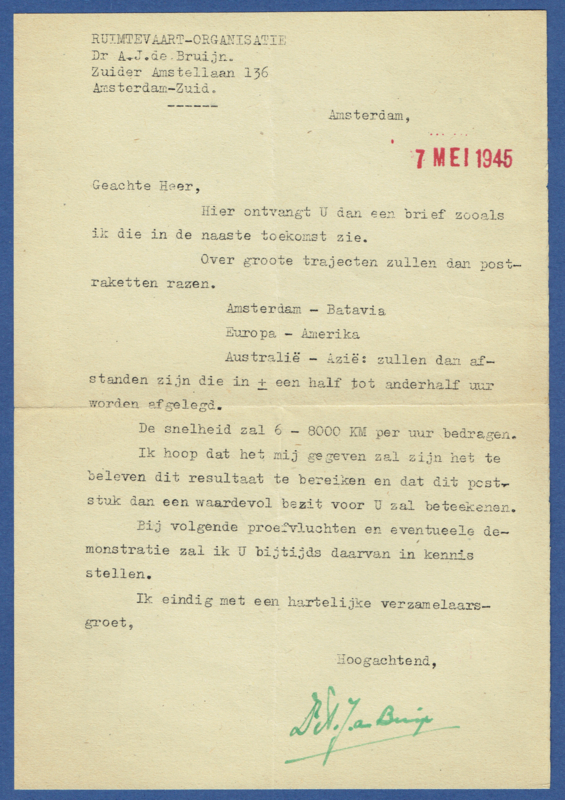 RUIMTEVAART-ORGANISATIE
Dr A.J.de Bruijn.
Zuider Amstellaan 136
Amsterdam-Zuid.
------
Amsterdam,
7 MEI 1945
Geachte Heer,
Hier ontvangt U dan een brief zooals
ik die in de naaste toekomst zie.
Over groote trajecten zullen dan post-
raketten razen.
Amsterdam - Batavia
Europa - Amerika
Australië - Azië: zullen dan af-
standen zijn die in ± een half tot anderhalf uur
worden afgelegd.
De snelheid zal 6 - 8000 KM per uur bedragen.
Ik hoop dat het mij gegeven zal zijn het te
beleven dit resultaat te bereiken en dat dit post-
stuk dan een waardevol bezit voor U zal beteekenen.
Bij volgende proefvluchten en eventueele de-
monstratie zal ik U bijtijds daarvan in kennis
stellen.
Ik eindig met een hartelijke verzamelaars-
groet,
Hoogachtend,
Dr A.J. de Bruijn